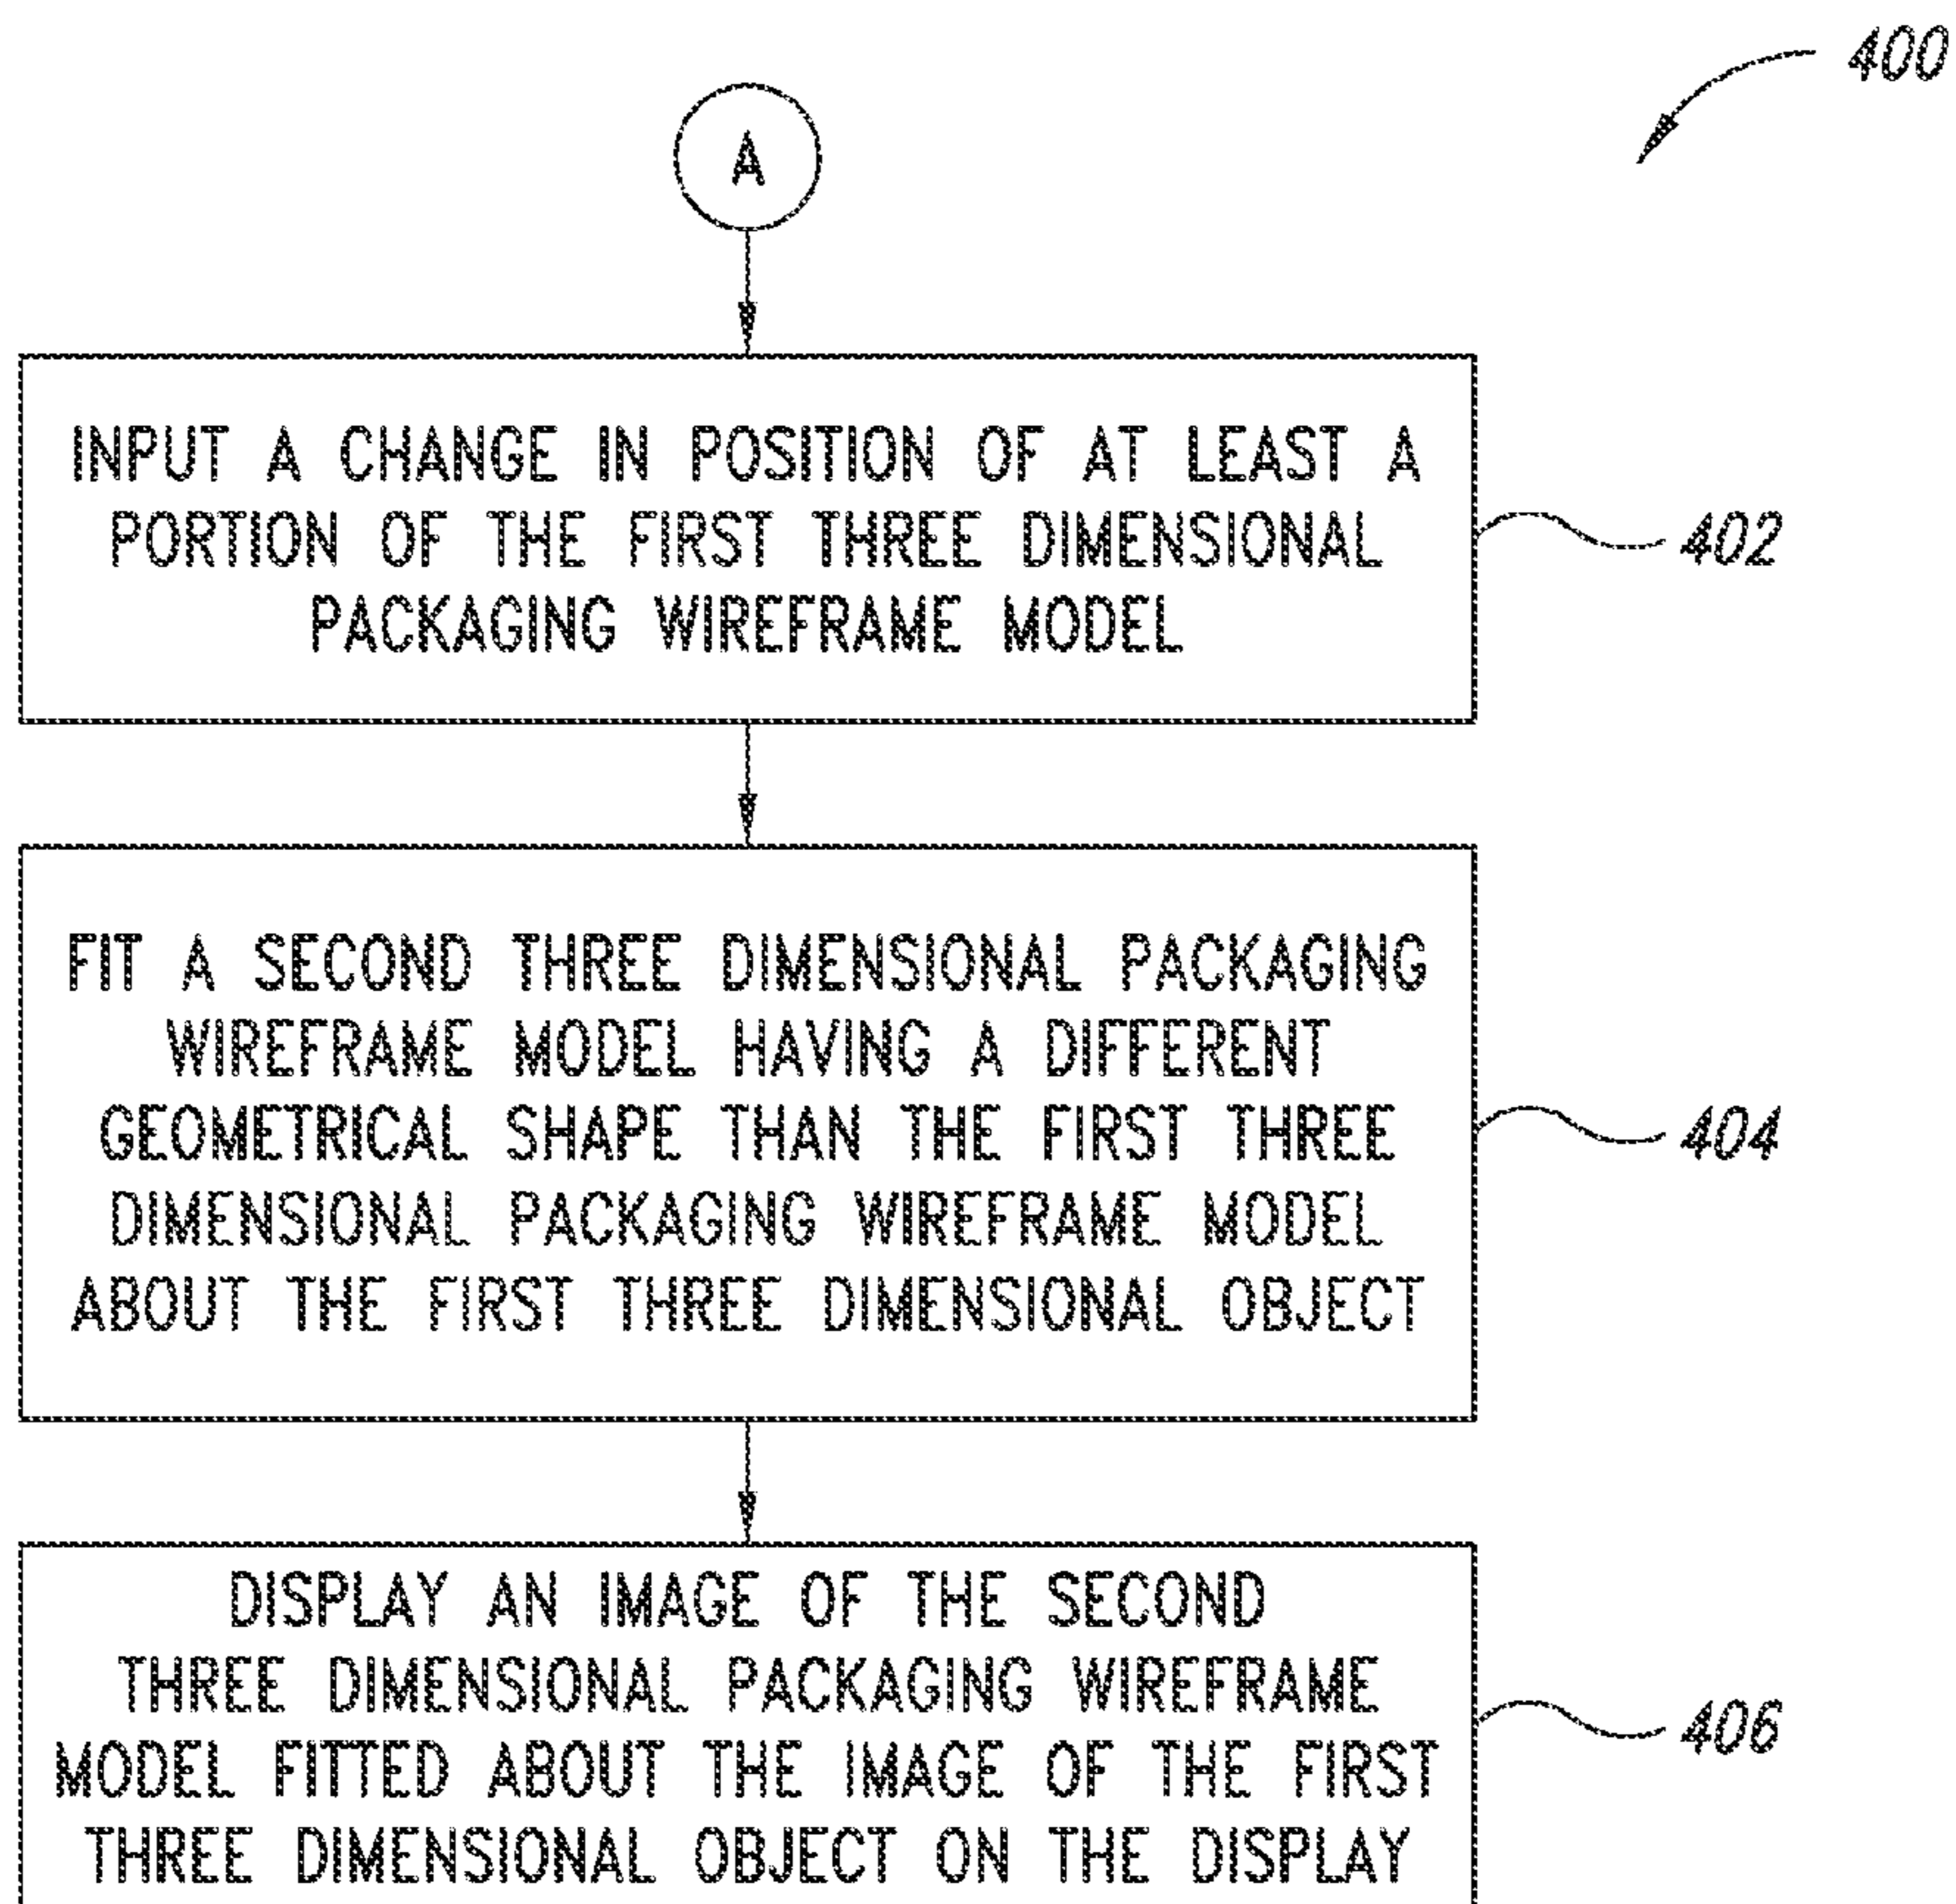 400
A
INPUT A CHANGE IN POSITION OF AT LEAST A
PORTION OF THE FIRST THREE DIMENSIONAL
PACKAGING WIREFRAME MODEL
402
FIT A SECOND THREE DIMENSIONAL PACKAGING
WIREFRAME MODEL HAVING A DIFFERENT
GEOMETRICAL SHAPE THAN THE FIRST THREE
DIMENSIONAL PACKAGING WIREFRAME MODEL
ABOUT THE FIRST THREE DIMENSIONAL OBJECT
404
DISPLAY AN IMAGE OF THE SECOND
THREE DIMENSIONAL PACKAGING WIREFRAME
MODEL FITTED ABOUT THE IMAGE OF THE FIRST
THREE DIMENSIONAL OBJECT ON THE DISPLAY
406